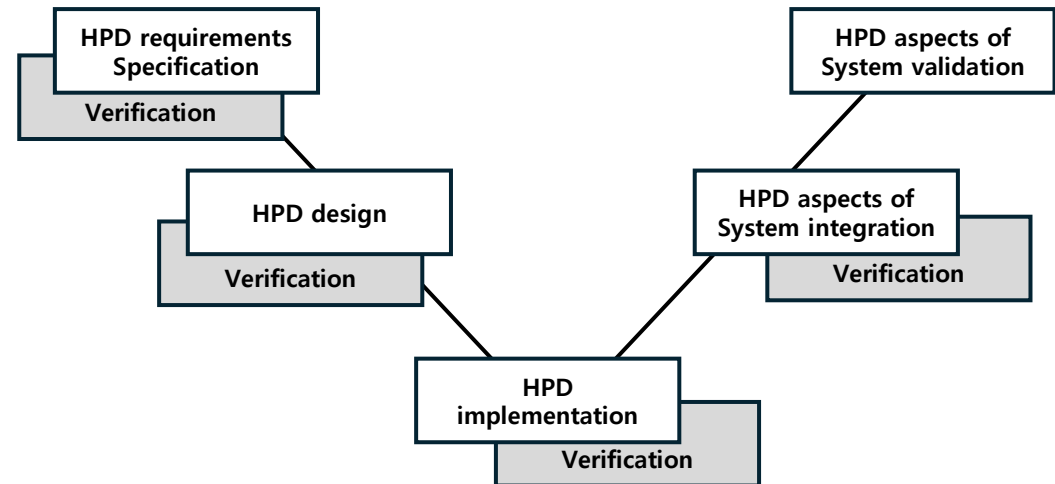 HPD requirements
Specification
Verification
HPD aspects of
System validation
HPD design
Verification
HPD aspects of
System integration
Verification
HPD
implementation
Verification